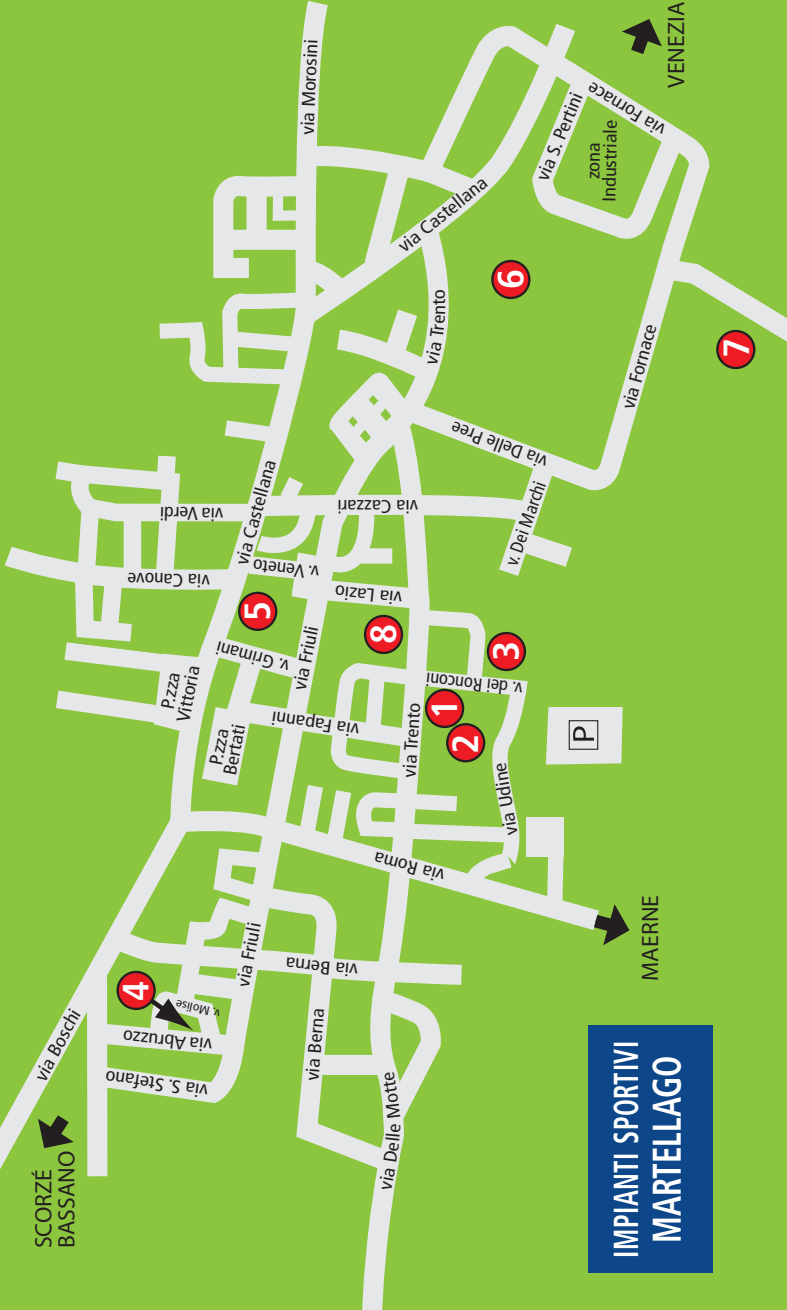 SCORZÉ
BASSANO
via Boschi
via S. Stefano
via Abruzzo
v. Molise
4
via Friuli
via Berna
via Berna
via Delle Motte
P.zza
Vittoria
P.zza
Bertati
v. Grimani
via Fapanni
via Friuli
via Roma
via Trento
via Udine
v. dei Ronconi
1
2
3
5
8
P
MAERNE
via Canove
via Verdi
via Castellana
v. Veneto
via Lazio
via Cazzari
v. Dei Marchi
via Delle Pree
via Trento
via Castellana
via Morosini
6
7
via Fornace
via S. Pertini
zona
Industriale
via Fornace
VENEZIA
IMPIANTI SPORTIVI
MARTELLAGO